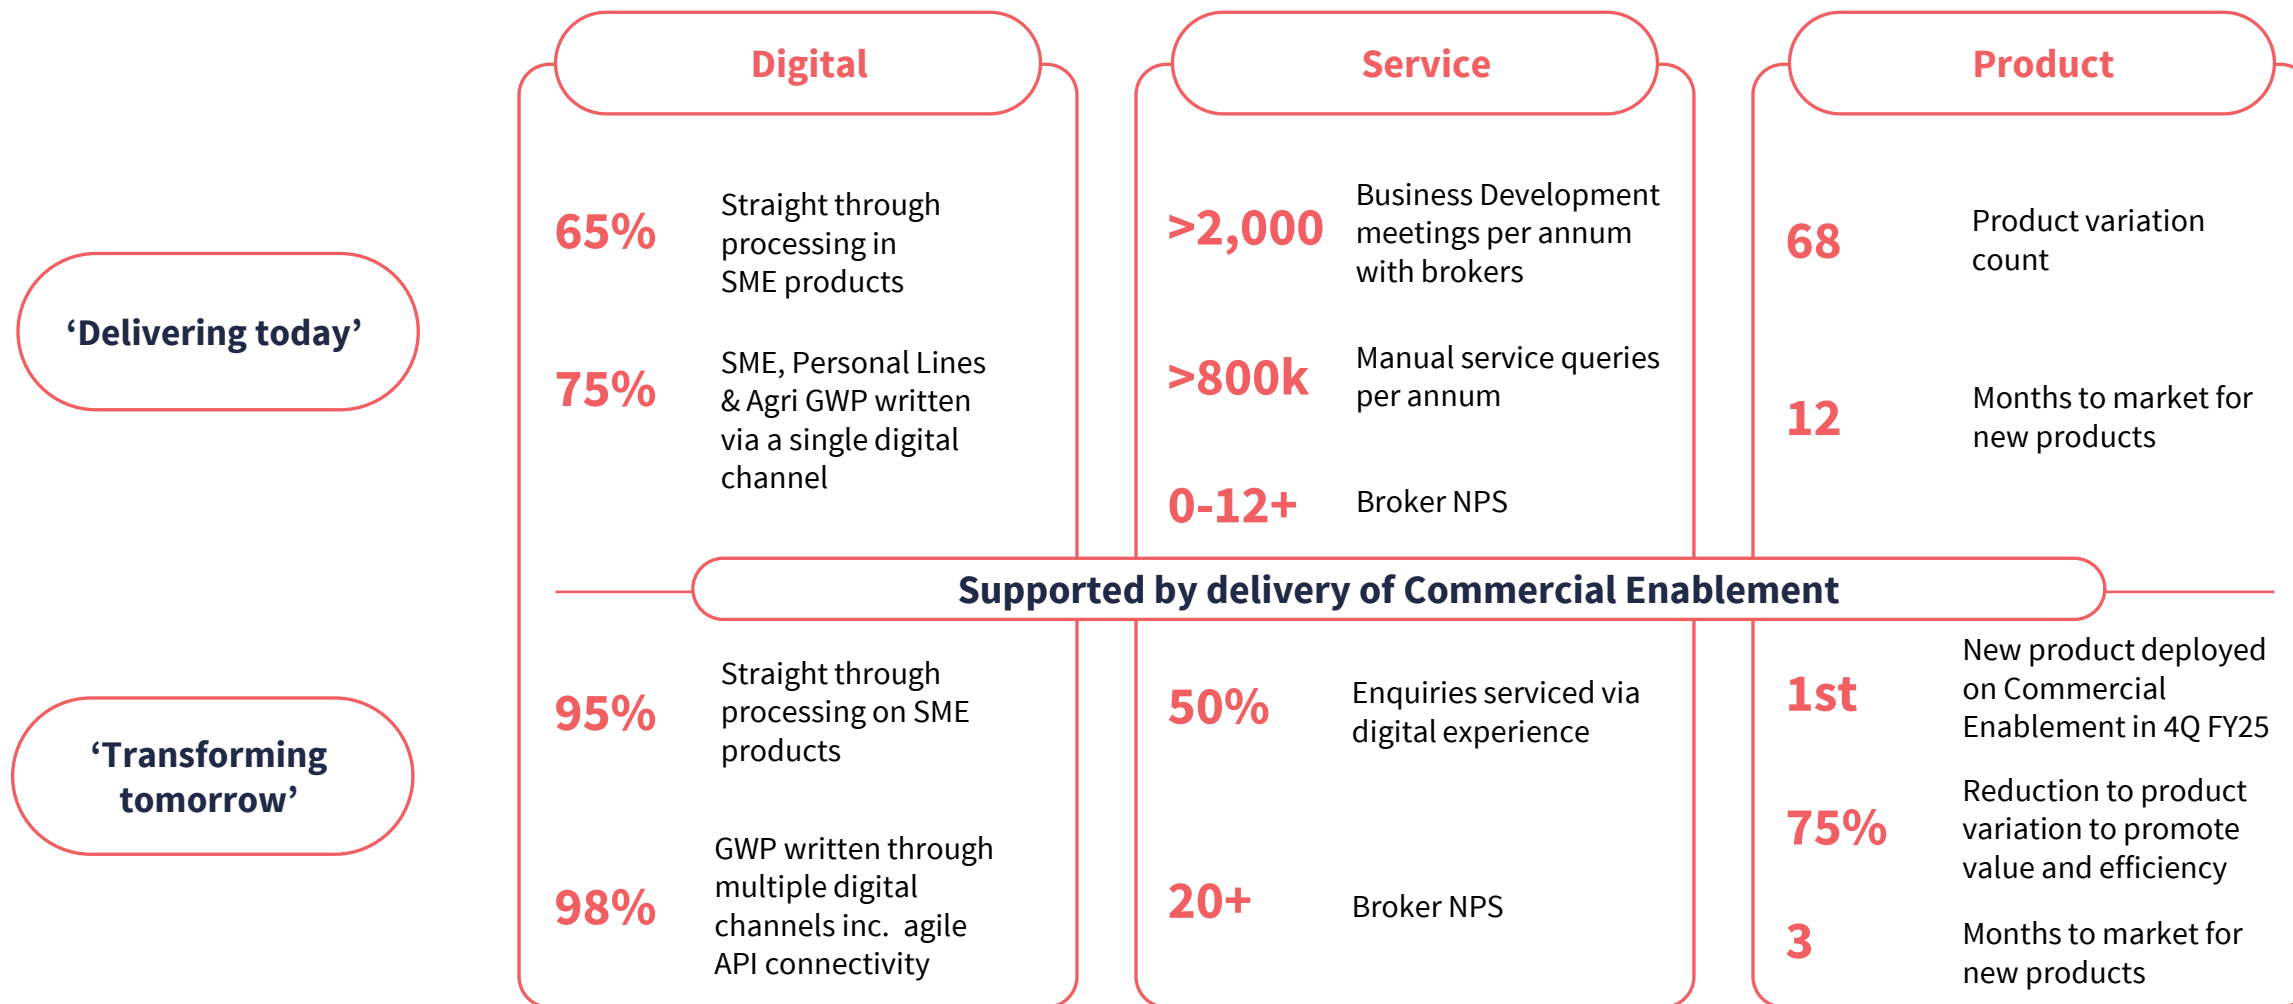 Digital
Service
Product
‘Delivering today’
65%
Straight through
processing in
SME products
75%
SME, Personal Lines
& Agri GWP written
via a single digital
channel
>2,000
Business Development
meetings per annum
with brokers
>800k
Manual service queries
per annum
0-12+
Broker NPS
68
Product variation
count
12
Months to market for
new products
Supported by delivery of Commercial Enablement
‘Transforming
tomorrow’
95%
Straight through
processing on SME
products
98%
GWP written through
multiple digital
channels inc. agile
API connectivity
50%
Enquiries serviced via
digital experience
20+
Broker NPS
1st
New product deployed
on Commercial
Enablement in 4Q FY25
75%
Reduction to product
variation to promote
value and efficiency
3
Months to market for
new products